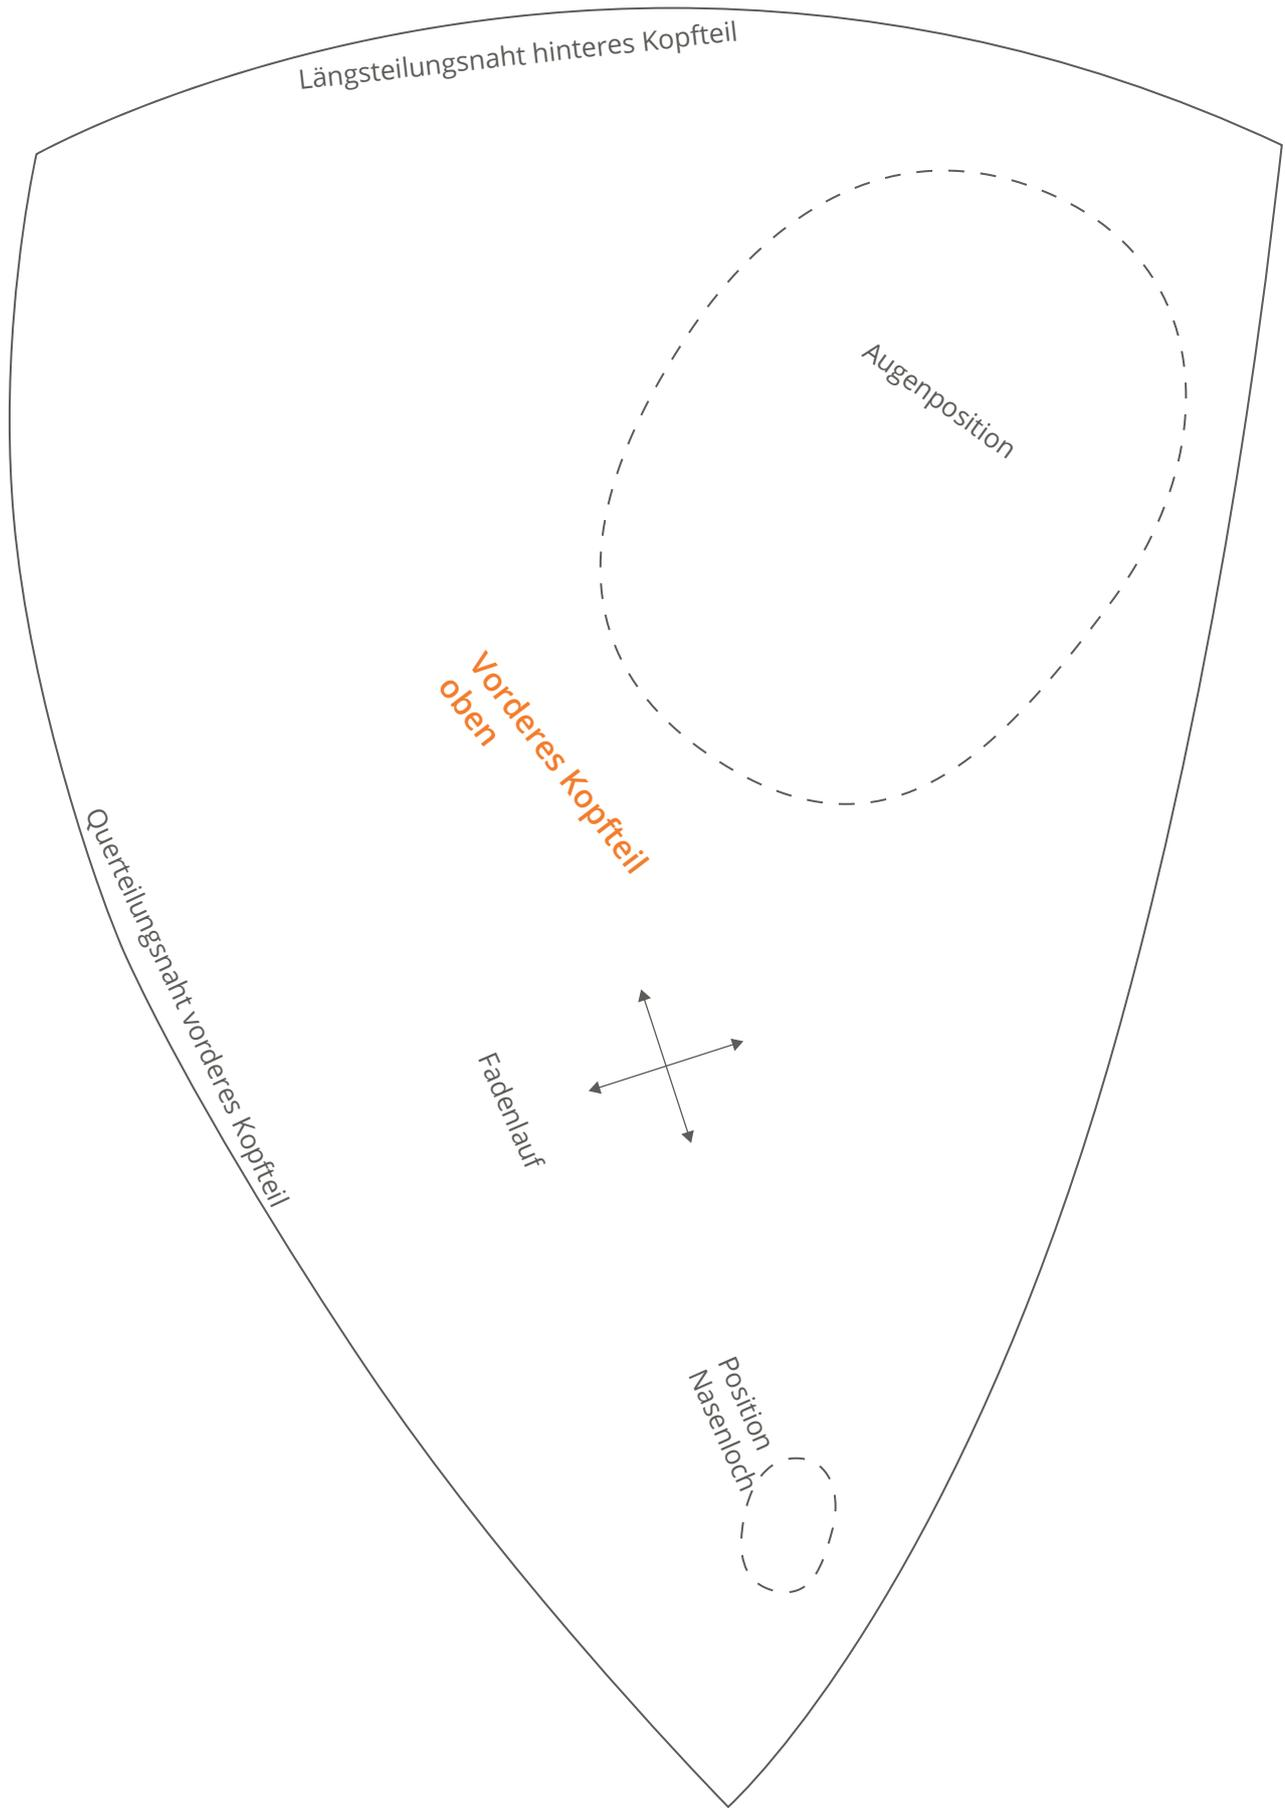 Längsteilungsnaht hinteres Kopfteil
Augenposition
Vorderes Kopfteil
oben
Querteilungsnaht vorderes Kopfteil
Fadenlauf
Position
Nasenloch